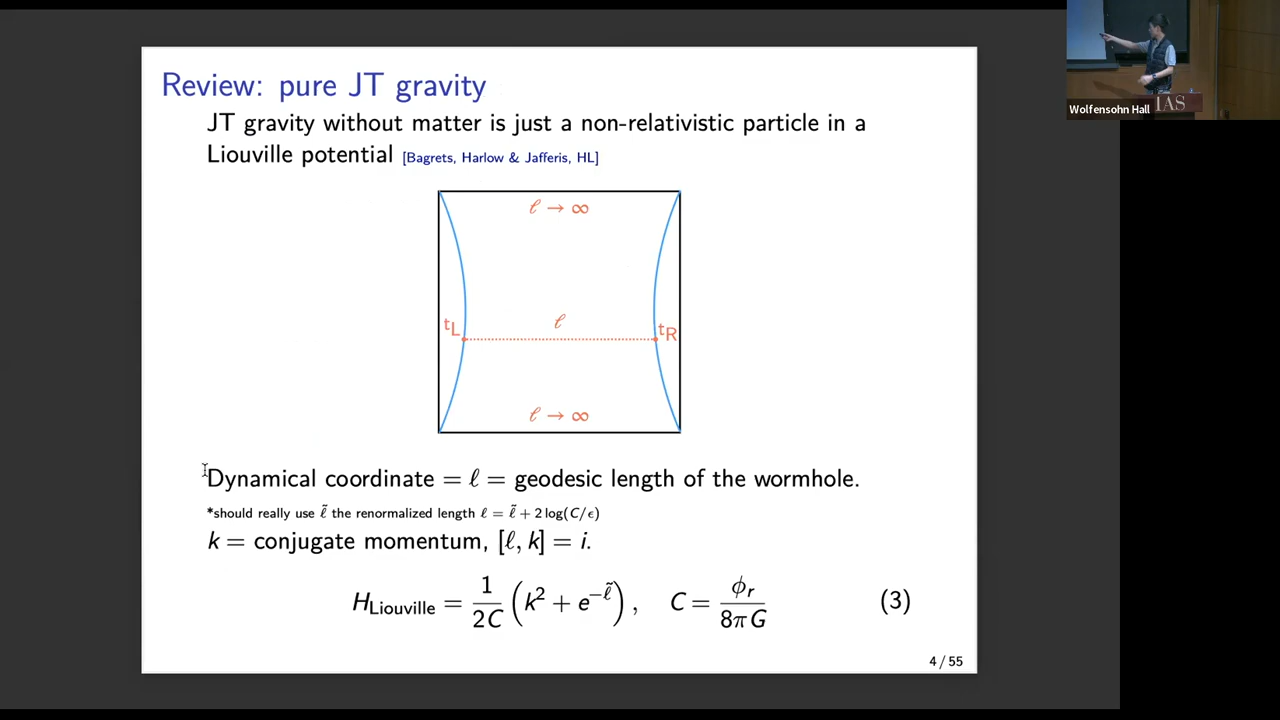 Review: pure JT gravity
JT gravity without matter is just a non-relativistic particle in a
Liouville potential [Bagrets, Harlow & Jafferis, HL]
ℓ → ∞
t_L ℓ t_R
ℓ → ∞
Dynamical coordinate = ℓ = geodesic length of the wormhole.
*should really use ℓ̃ the renormalized length ℓ = ℓ̃ + 2 log(C/ϵ)
k = conjugate momentum, [ℓ, k] = i.
H_Liouville = 1/2C (k² + e^{−ℓ̃}), C = ϕ_r/8πG (3)
4 / 55
Wolfensohn Hall
IAS